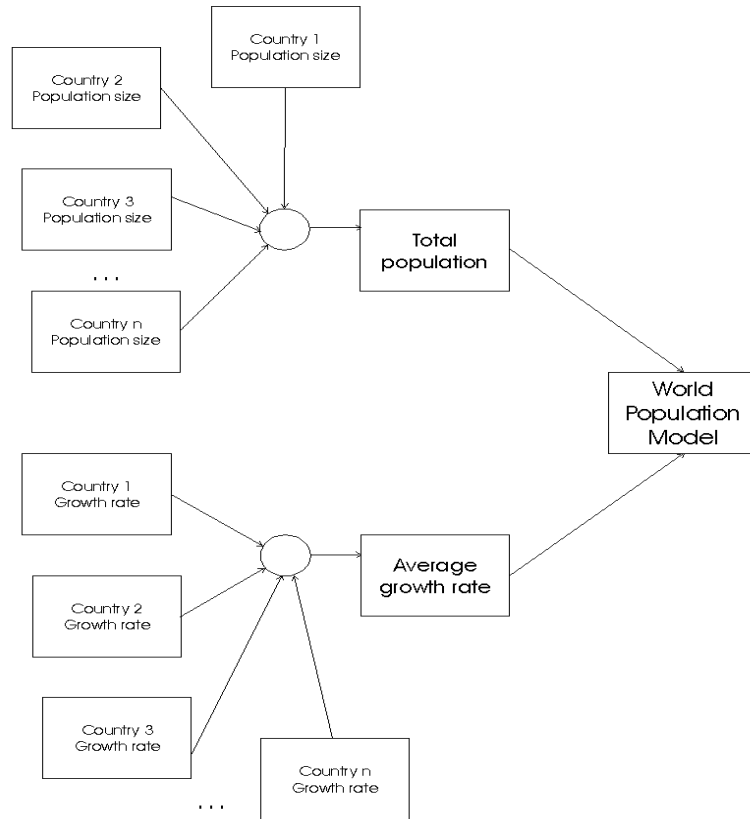 Country 1
Population size
Country 2
Population size
Country 3
Population size
...
Country n
Population size
Total
population
World
Population
Model
Country 1
Growth rate
Country 2
Growth rate
Country 3
Growth rate
...
Country n
Growth rate
Average
growth rate